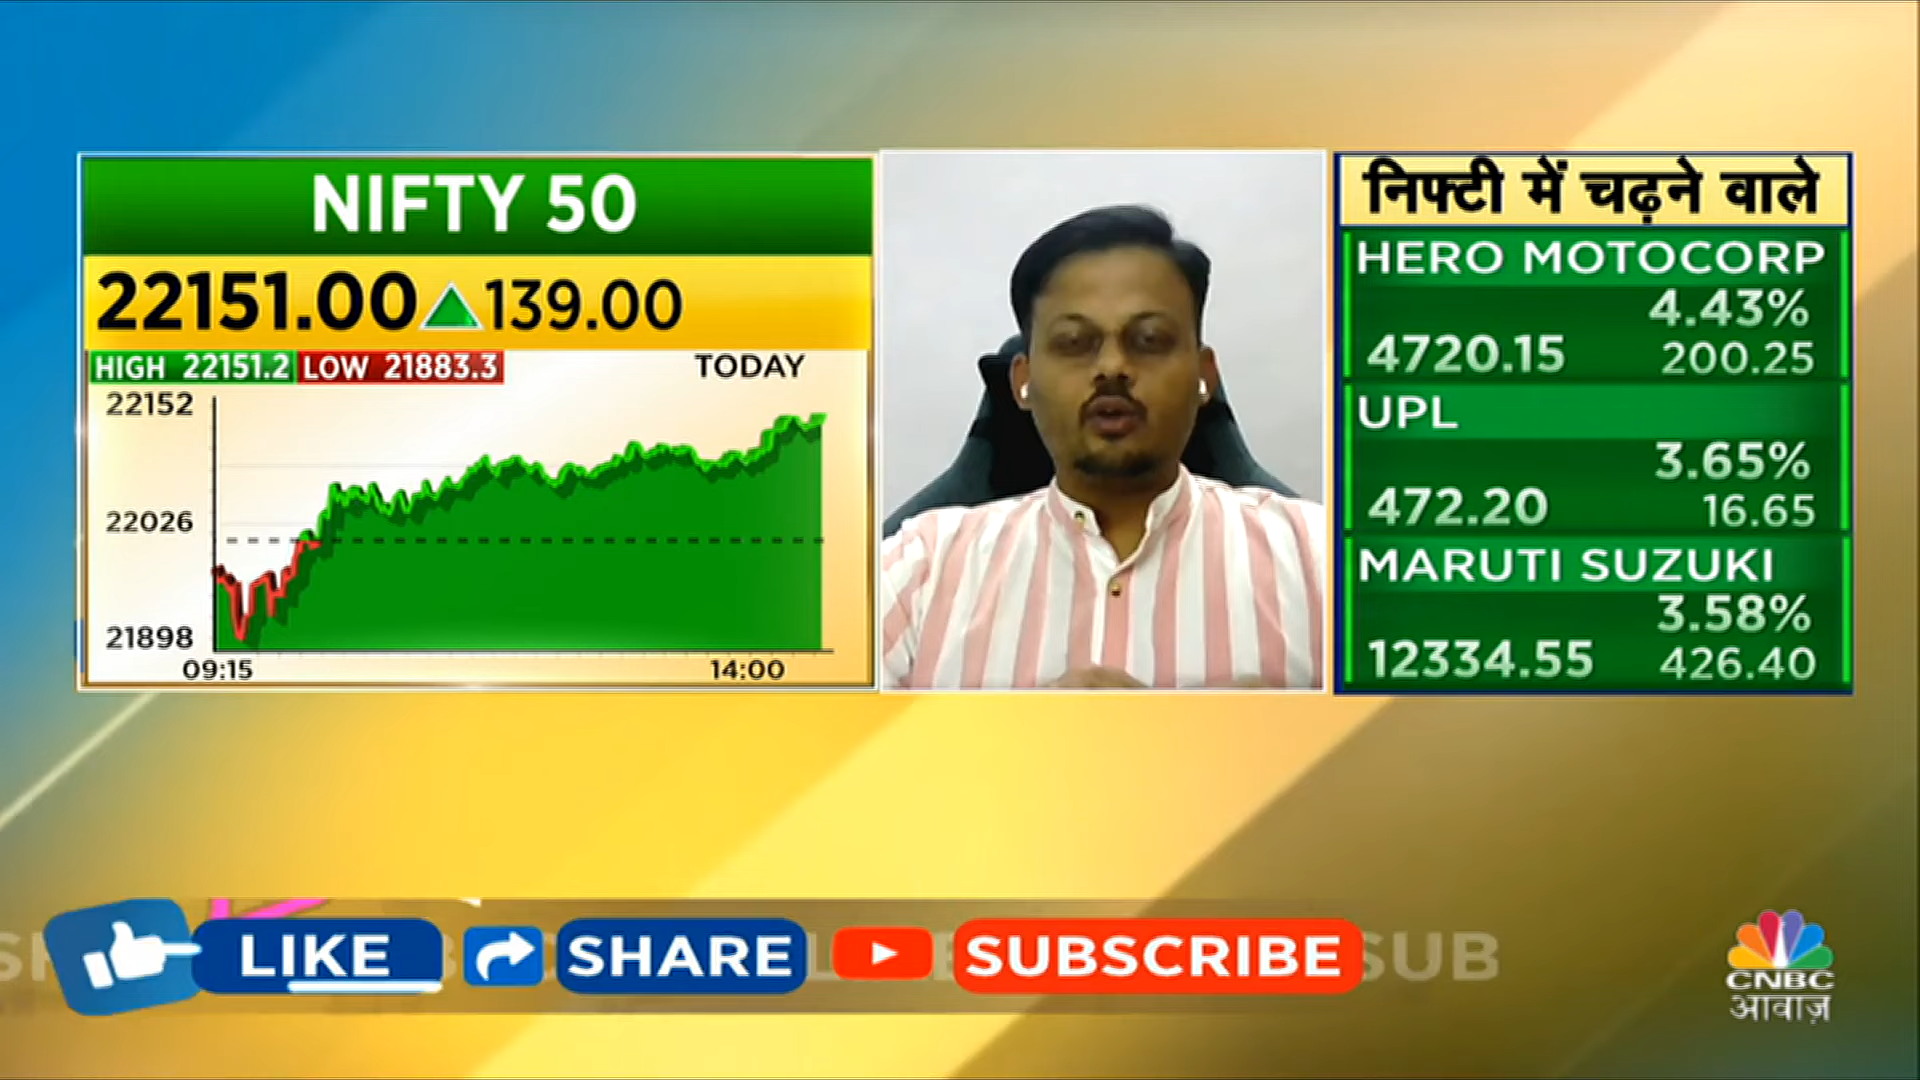 NIFTY 50
22151.00 139.00
HIGH 22151.2 LOW 21883.3 TODAY
22152
22026
21898
09:15 14:00
निफ्टी में चढ़ने वाले
HERO MOTOCORP
4.43%
4720.15 200.25
UPL
3.65%
472.20 16.65
MARUTI SUZUKI
3.58%
12334.55 426.40
LIKE SHARE SUBSCRIBE SUB
CNBC
आवाज़